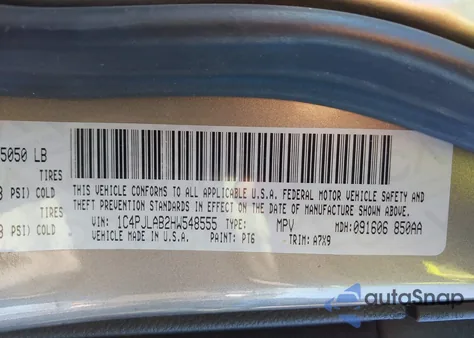 5050 LB
TIRES
PSI) COLD
TIRES
PSI) COLD
THIS VEHICLE CONFORMS TO ALL APPLICABLE U.S.A. FEDERAL MOTOR VEHICLE SAFETY AND
THEFT PREVENTION STANDARDS IN EFFECT ON THE DATE OF MANUFACTURE SHOWN ABOVE.
VIN: 1C4PJLAB2HW548555 TYPE: MPV MDH: 091606 850AA
VEHICLE MADE IN U.S.A. PAINT: PT6 TRIM: A7X9
autoSnap